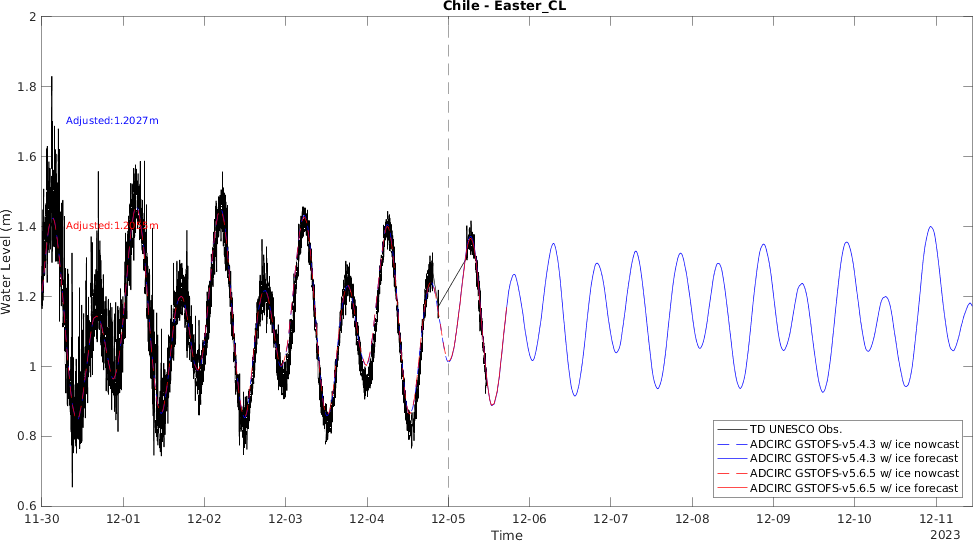 Chile - Easter_CL
2
1.8
1.6
1.4
1.2
1
0.8
0.6
Water Level (m)
Adjusted:1.2027m
11-30
12-01
12-02
12-03
12-04
12-05
12-06
12-07
12-08
12-09
12-10
12-11
2023
Time
TD UNESCO Obs.
ADCIRC GSTOFS-v5.4.3 w/ ice nowcast
ADCIRC GSTOFS-v5.4.3 w/ ice forecast
ADCIRC GSTOFS-v5.6.5 w/ ice nowcast
ADCIRC GSTOFS-v5.6.5 w/ ice forecast